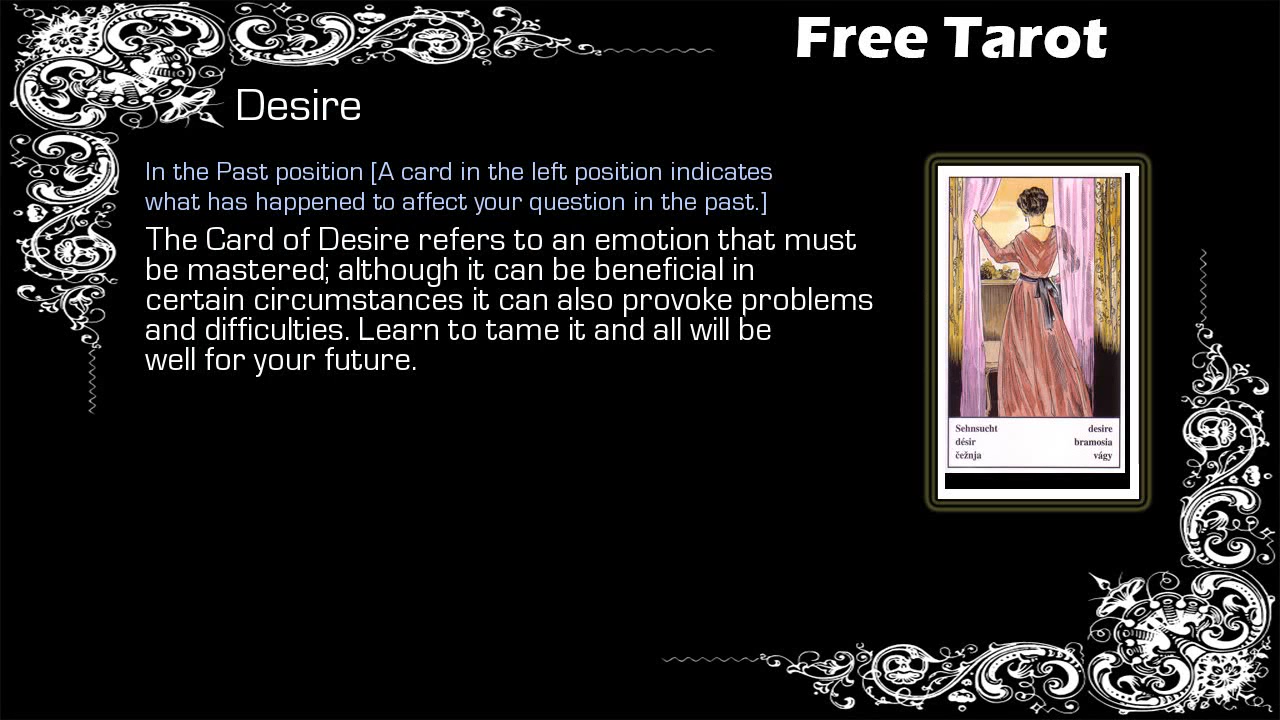 Free Tarot
Desire
In the Past position [A card in the left position indicates
what has happened to affect your question in the past.]
The Card of Desire refers to an emotion that must
be mastered; although it can be beneficial in
certain circumstances it can also provoke problems
and difficulties. Learn to tame it and all will be
well for your future.
Sehnsucht desire
désir bramosia
čežnja vágy